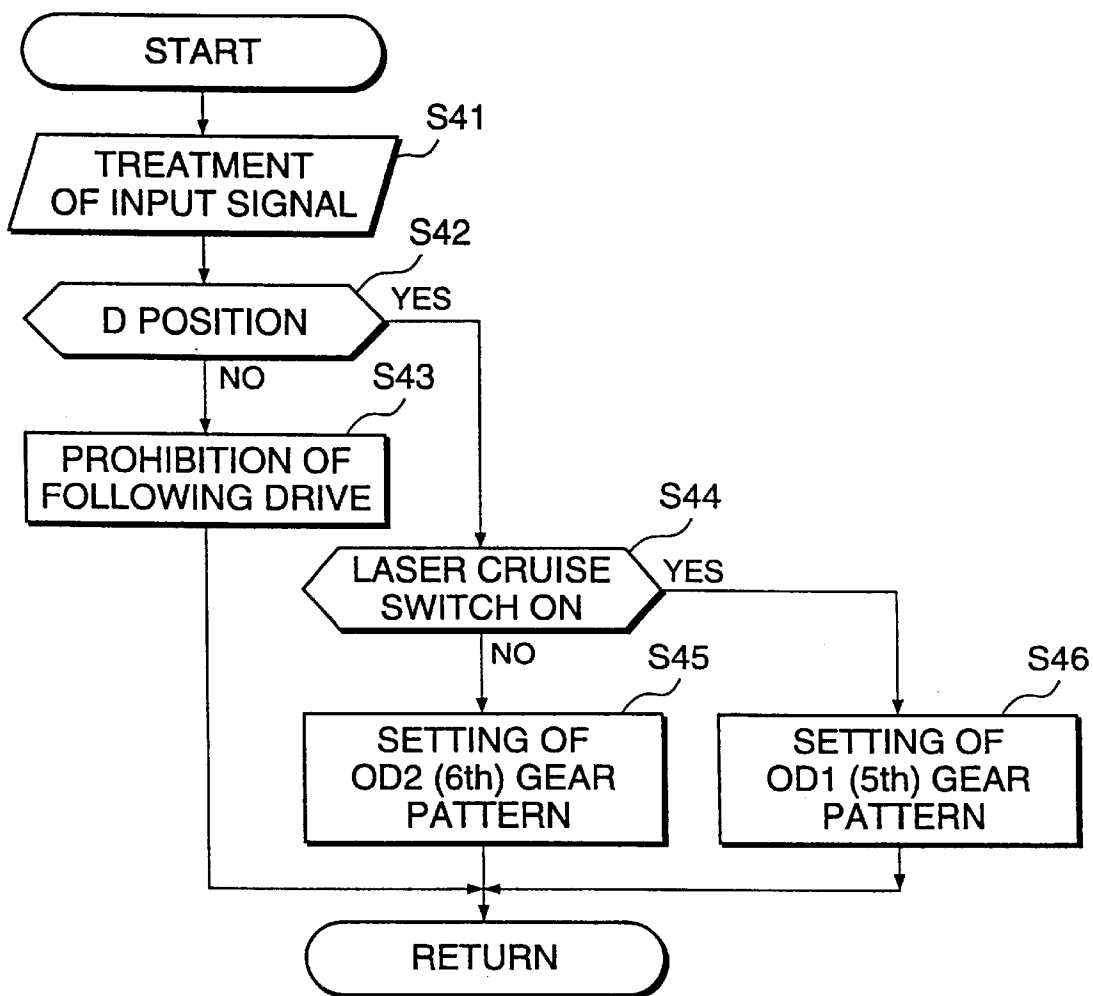 START
S41
TREATMENT
OF INPUT SIGNAL
S42
D POSITION
YES
NO
S43
PROHIBITION OF
FOLLOWING DRIVE
S44
LASER CRUISE
SWITCH ON
YES
NO
S45
SETTING OF
OD2 (6th) GEAR
PATTERN
S46
SETTING OF
OD1 (5th) GEAR
PATTERN
RETURN